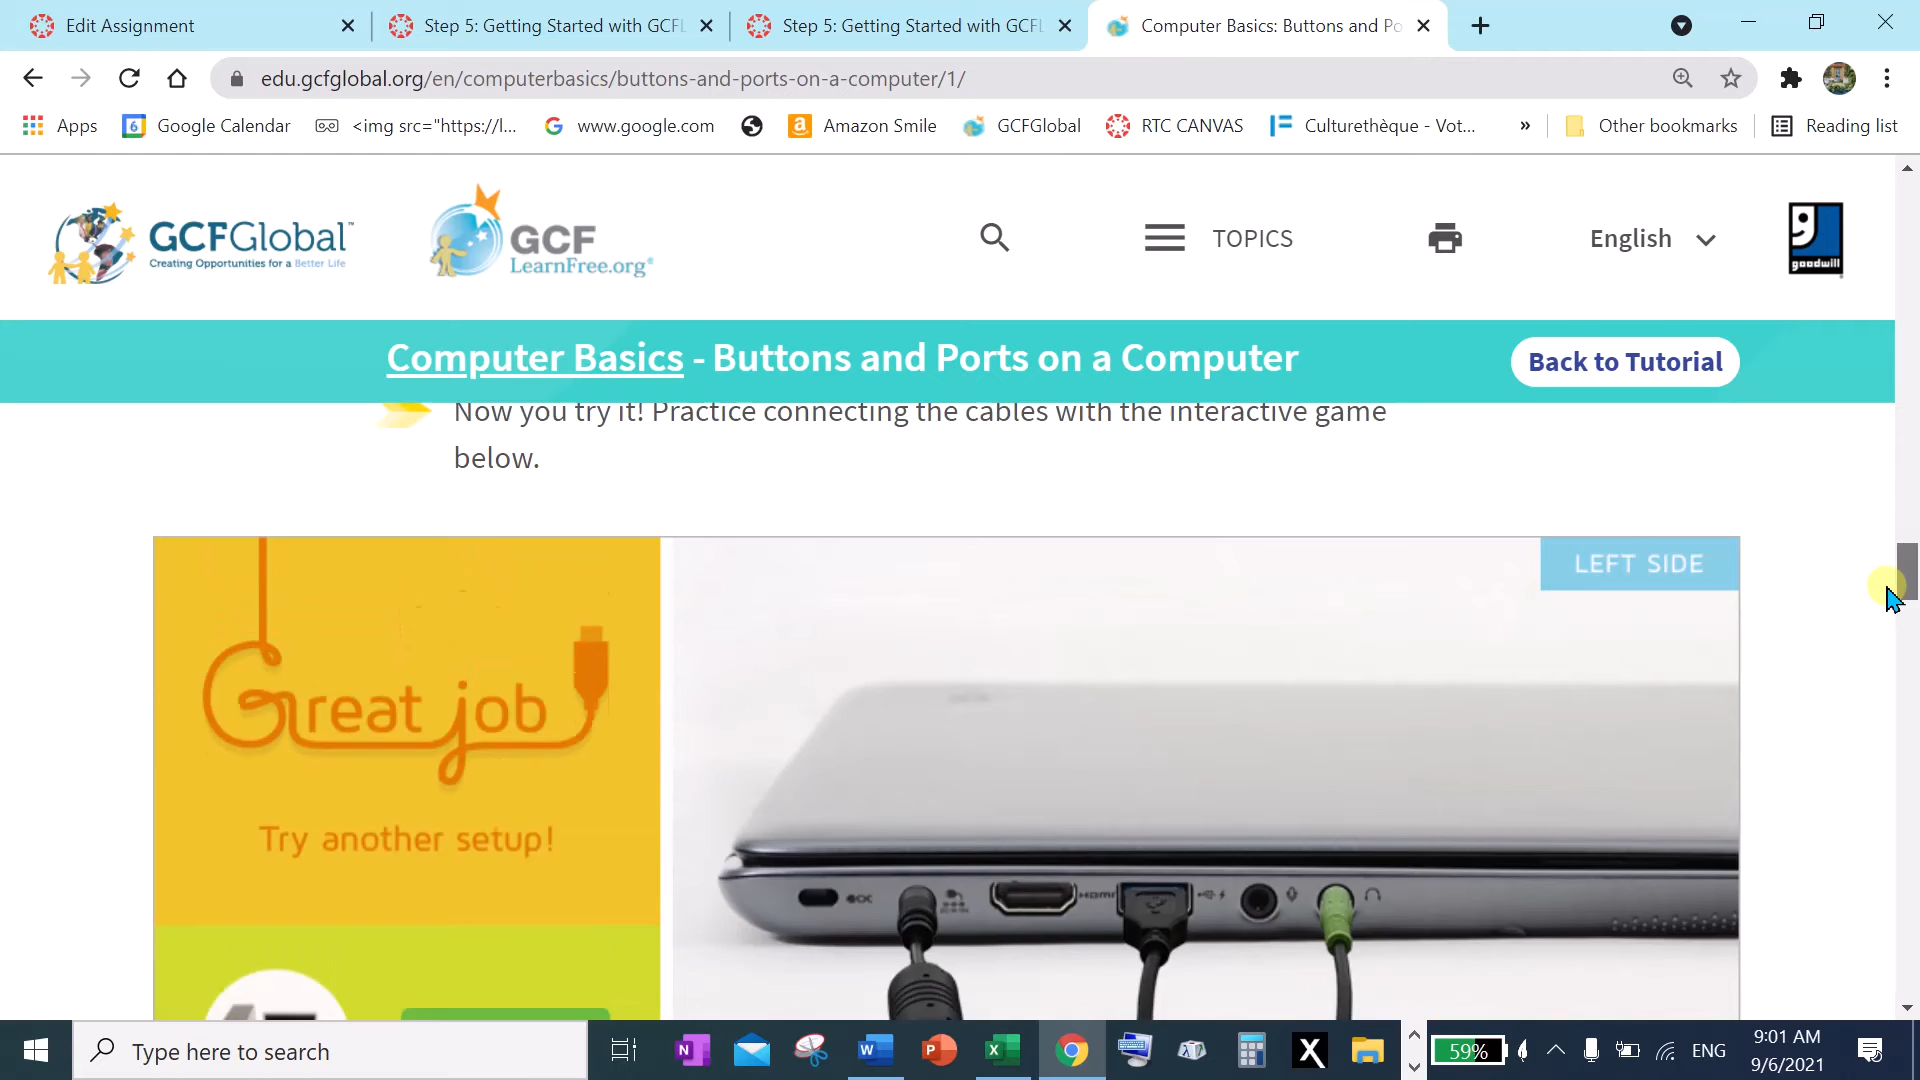 Edit Assignment
Step 5: Getting Started with GCFL
Step 5: Getting Started with GCFL
Computer Basics: Buttons and Po
edu.gcfglobal.org/en/computerbasics/buttons-and-ports-on-a-computer/1/
Apps
6
Google Calendar
<img src="https://l...
www.google.com
Amazon Smile
GCFGlobal
RTC CANVAS
Culturethèque - Vot...
»
Other bookmarks
Reading list
GCFGlobal™
Creating Opportunities for a Better Life
GCF
LearnFree.org®
TOPICS
English
goodwill
Computer Basics - Buttons and Ports on a Computer
Back to Tutorial
Now you try it! Practice connecting the cables with the interactive game
below.
LEFT SIDE
Great job
Try another setup!
HDMI
Type here to search
59%
ENG
9:01 AM
9/6/2021